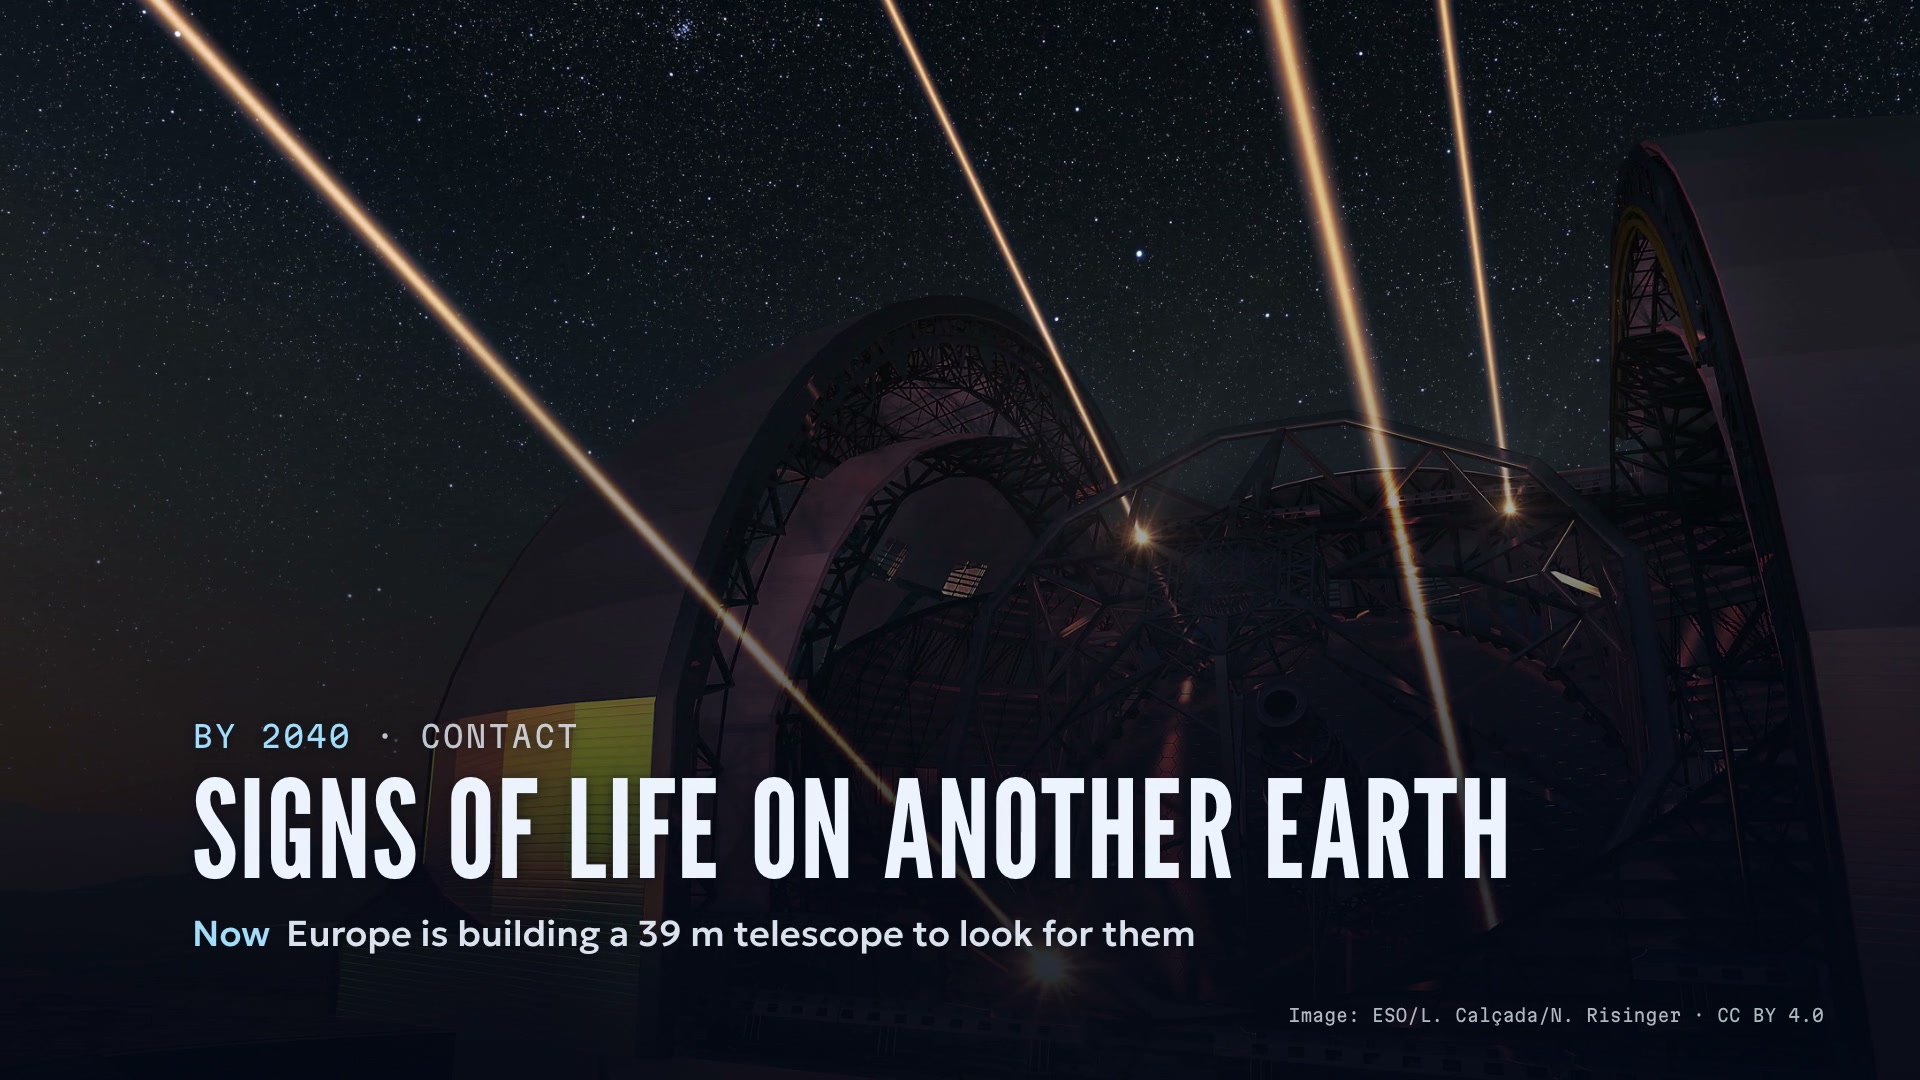 BY 2040 · CONTACT
SIGNS OF LIFE ON ANOTHER EARTH
Now Europe is building a 39 m telescope to look for them
Image: ESO/L. Calçada/N. Risinger · CC BY 4.0